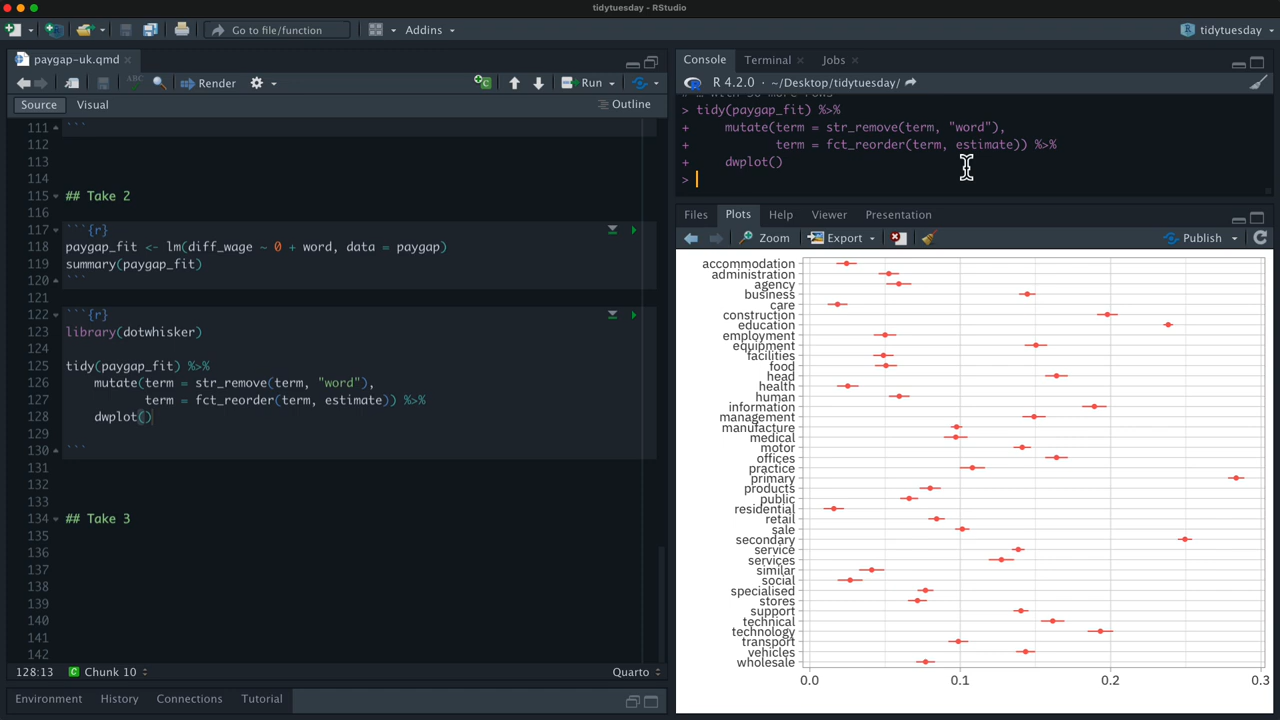 tidytuesday - RStudio
Go to file/function
Addins
tidytuesday
paygap-uk.qmd
ABC
Render
Run
Source Visual
Outline
111 ```
112
113
114
115 ## Take 2
116
117 ```{r}
118 paygap_fit <- lm(diff_wage ~ 0 + word, data = paygap)
119 summary(paygap_fit)
120 ```
121
122 ```{r}
123 library(dotwhisker)
124
125 tidy(paygap_fit) %>%
126 mutate(term = str_remove(term, "word"),
127 term = fct_reorder(term, estimate)) %>%
128 dwplot()
129
130 ```
131
132
133
134 ## Take 3
135
136
137
138
139
140
141
142
128:13 Chunk 10 Quarto
Environment History Connections Tutorial
Console Terminal Jobs
R 4.2.0 · ~/Desktop/tidytuesday/
> tidy(paygap_fit) %>%
+ mutate(term = str_remove(term, "word"),
+ term = fct_reorder(term, estimate)) %>%
+ dwplot()
>
Files Plots Help Viewer Presentation
Zoom Export Publish
accommodation
administration
agency
business
care
construction
education
employment
equipment
facilities
food
head
health
human
information
management
manufacture
medical
motor
offices
practice
primary
products
public
residential
retail
sale
secondary
service
services
similar
social
specialised
stores
support
technical
technology
transport
vehicles
wholesale
0.0 0.1 0.2 0.3